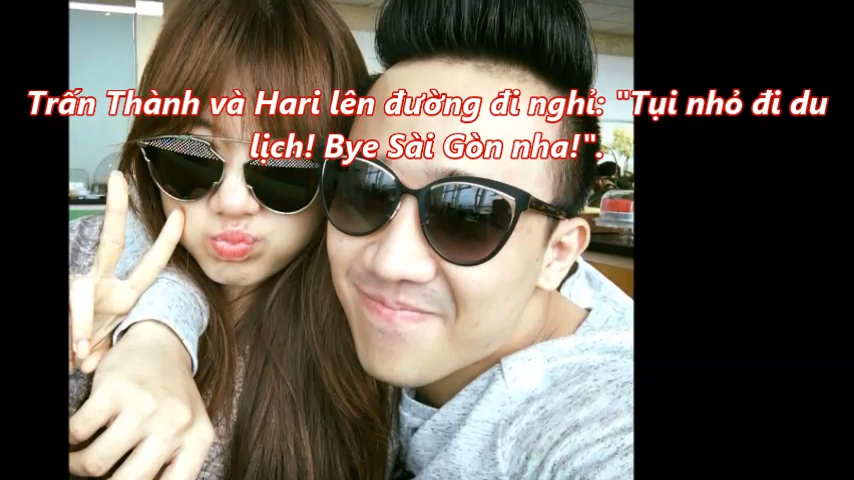 Trấn Thành và Hari lên đường đi nghỉ: "Tụi nhỏ đi du
lịch! Bye Sài Gòn nha!".